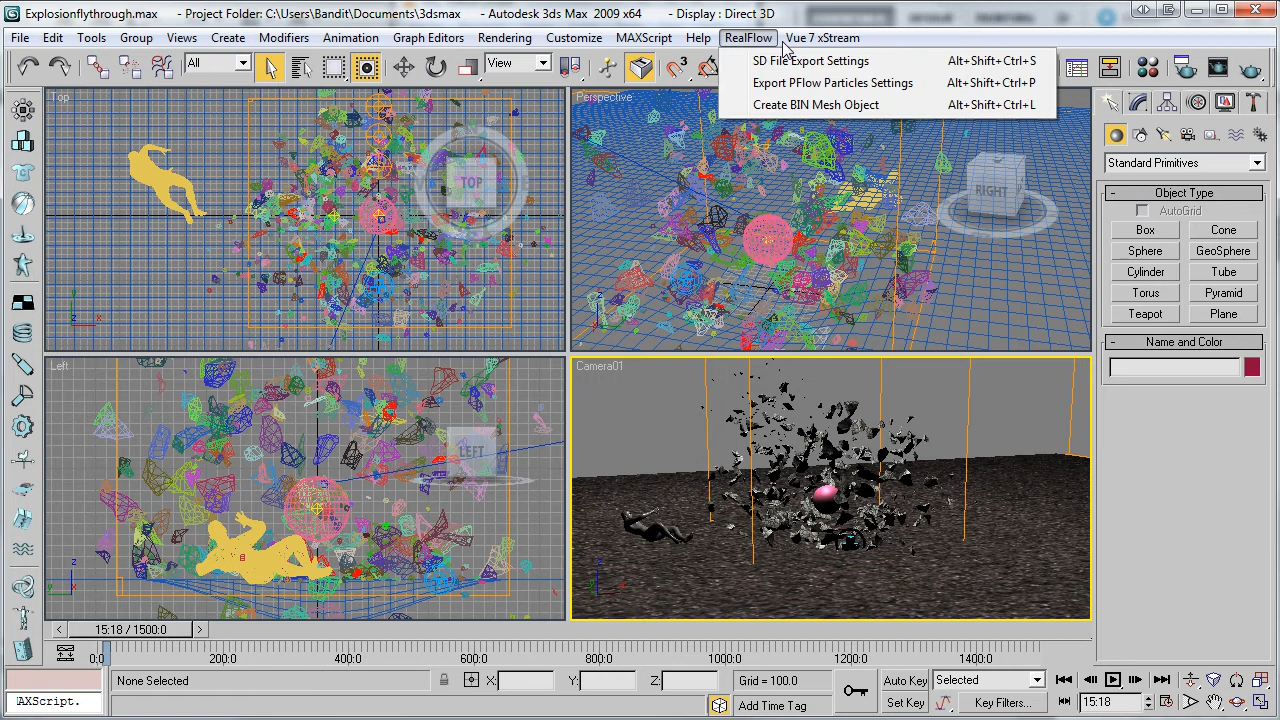 Explosionflythrough.max - Project Folder: C:\Users\Bandit\Documents\3dsmax - Autodesk 3ds Max 2009 x64 - Display : Direct 3D
File Edit Tools Group Views Create Modifiers Animation Graph Editors Rendering Customize MAXScript Help RealFlow Vue 7 xStream
All View
SD File Export Settings Alt+Shift+Ctrl+S
Export PFlow Particles Settings Alt+Shift+Ctrl+P
Create BIN Mesh Object Alt+Shift+Ctrl+L
Top
TOP
Perspective
RIGHT
Left
LEFT
Camera01
Standard Primitives
- Object Type
AutoGrid
Box Cone
Sphere GeoSphere
Cylinder Tube
Torus Pyramid
Teapot Plane
- Name and Color
< 15:18 / 1500:0 >
0:0 200:0 400:0 600:0 800:0 1000:0 1200:0 1400:0
None Selected X: Y: Z: Grid = 100.0 Auto Key Selected
AXScript. Add Time Tag Set Key Key Filters... 15:18